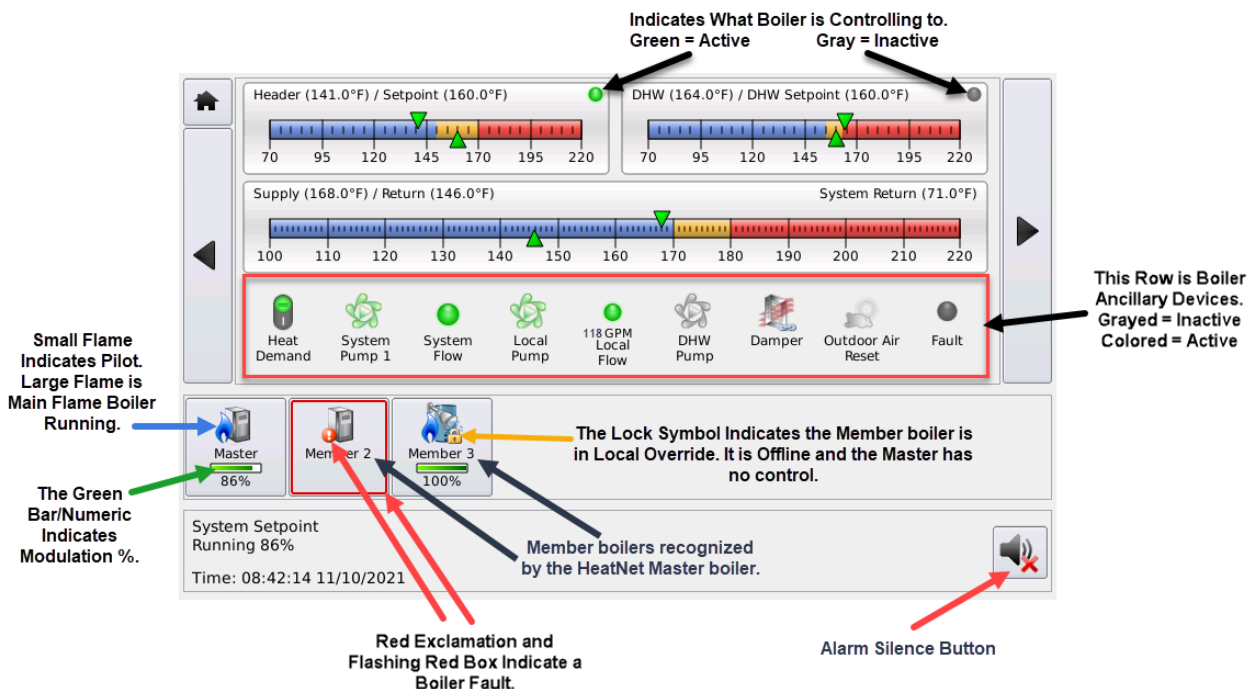 Indicates What Boiler is Controlling to.
Green = Active Gray = Inactive
Header (141.0°F) / Setpoint (160.0°F)
DHW (164.0°F) / DHW Setpoint (160.0°F)
70 95 120 145 170 195 220
70 95 120 145 170 195 220
Supply (168.0°F) / Return (146.0°F)
System Return (71.0°F)
100 110 120 130 140 150 160 170 180 190 200 210 220
Heat
Demand
System
Pump 1
System
Flow
Local
Pump
118 GPM
Local
Flow
DHW
Pump
Damper
Outdoor Air
Reset
Fault
This Row is Boiler
Ancillary Devices.
Grayed = Inactive
Colored = Active
Small Flame
Indicates Pilot.
Large Flame is
Main Flame Boiler
Running.
Master
86%
Member 2
Member 3
100%
The Lock Symbol Indicates the Member boiler is
in Local Override. It is Offline and the Master has
no control.
The Green
Bar/Numeric
Indicates
Modulation %.
System Setpoint
Running 86%
Time: 08:42:14 11/10/2021
Member boilers recognized
by the HeatNet Master boiler.
Red Exclamation and
Flashing Red Box Indicate a
Boiler Fault.
Alarm Silence Button